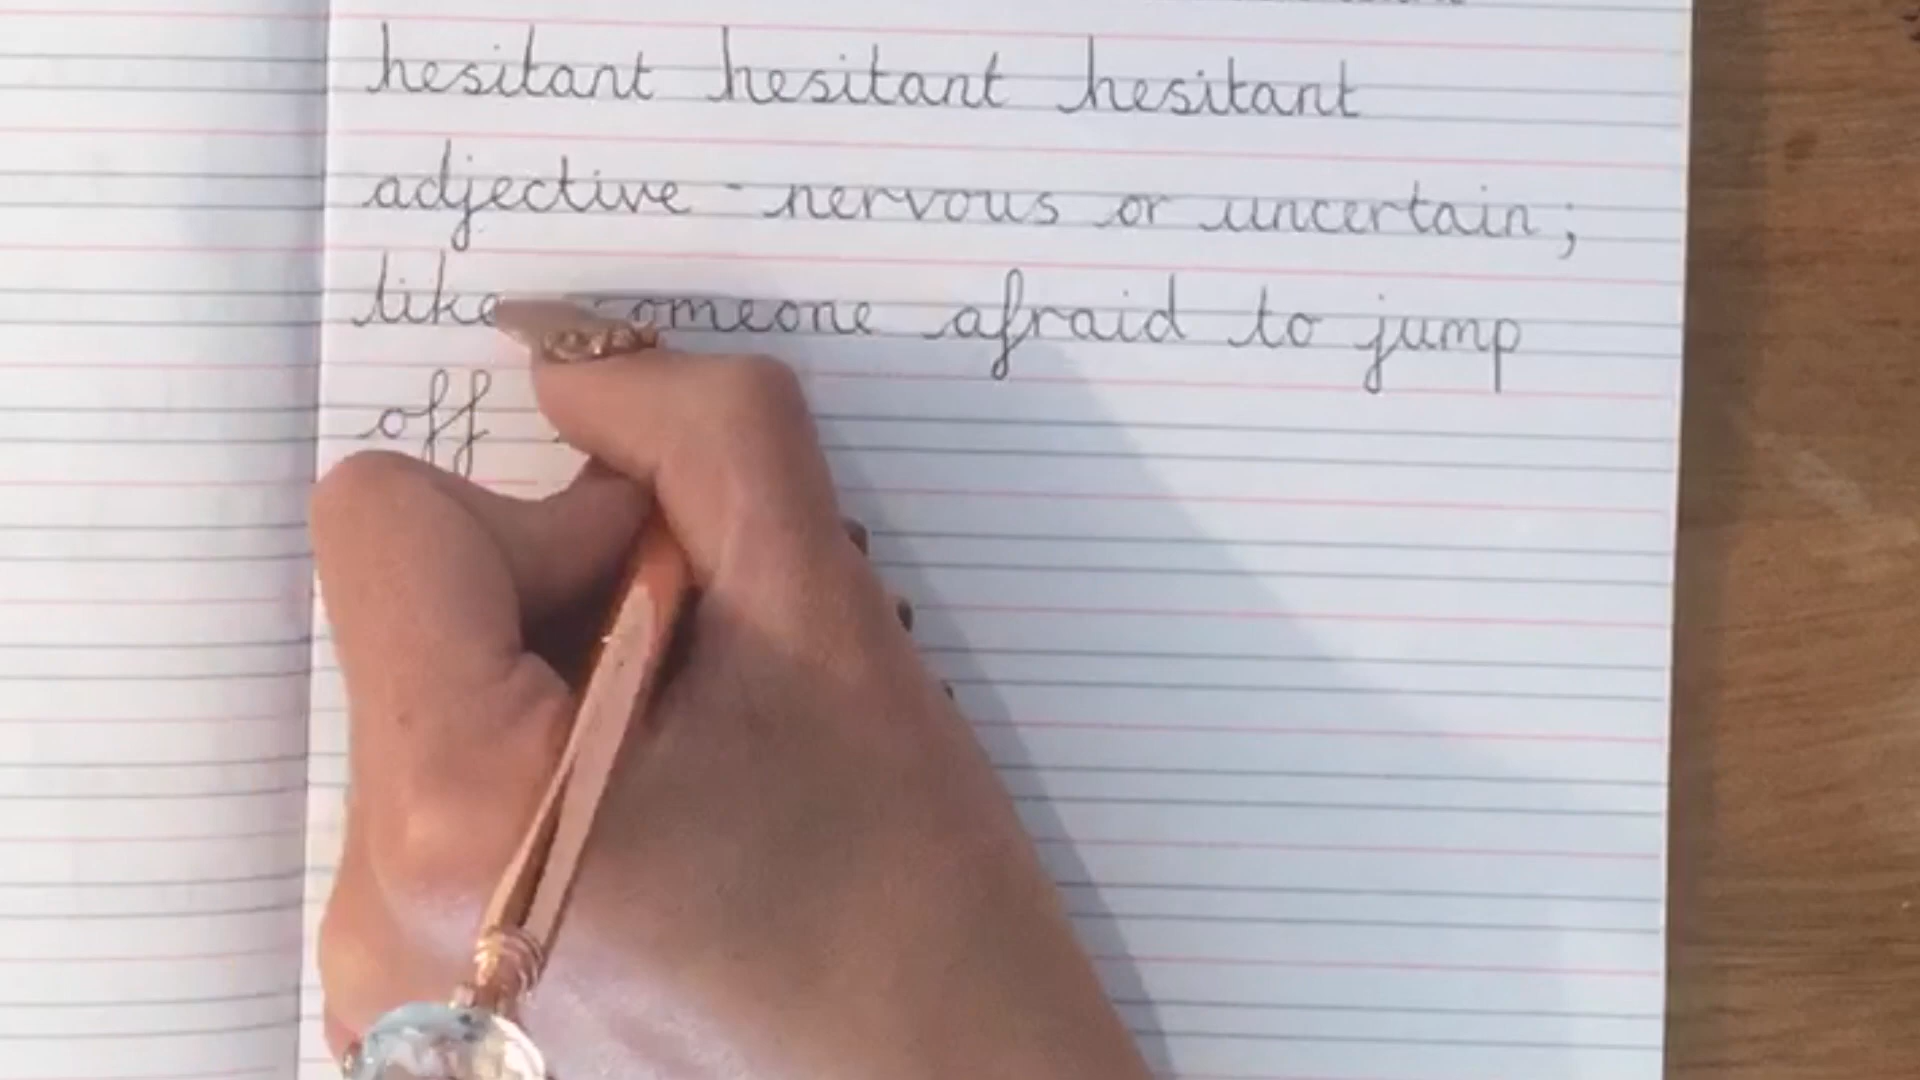 hesitant hesitant hesitant
adjective - nervous or uncertain;
like someone afraid to jump
off